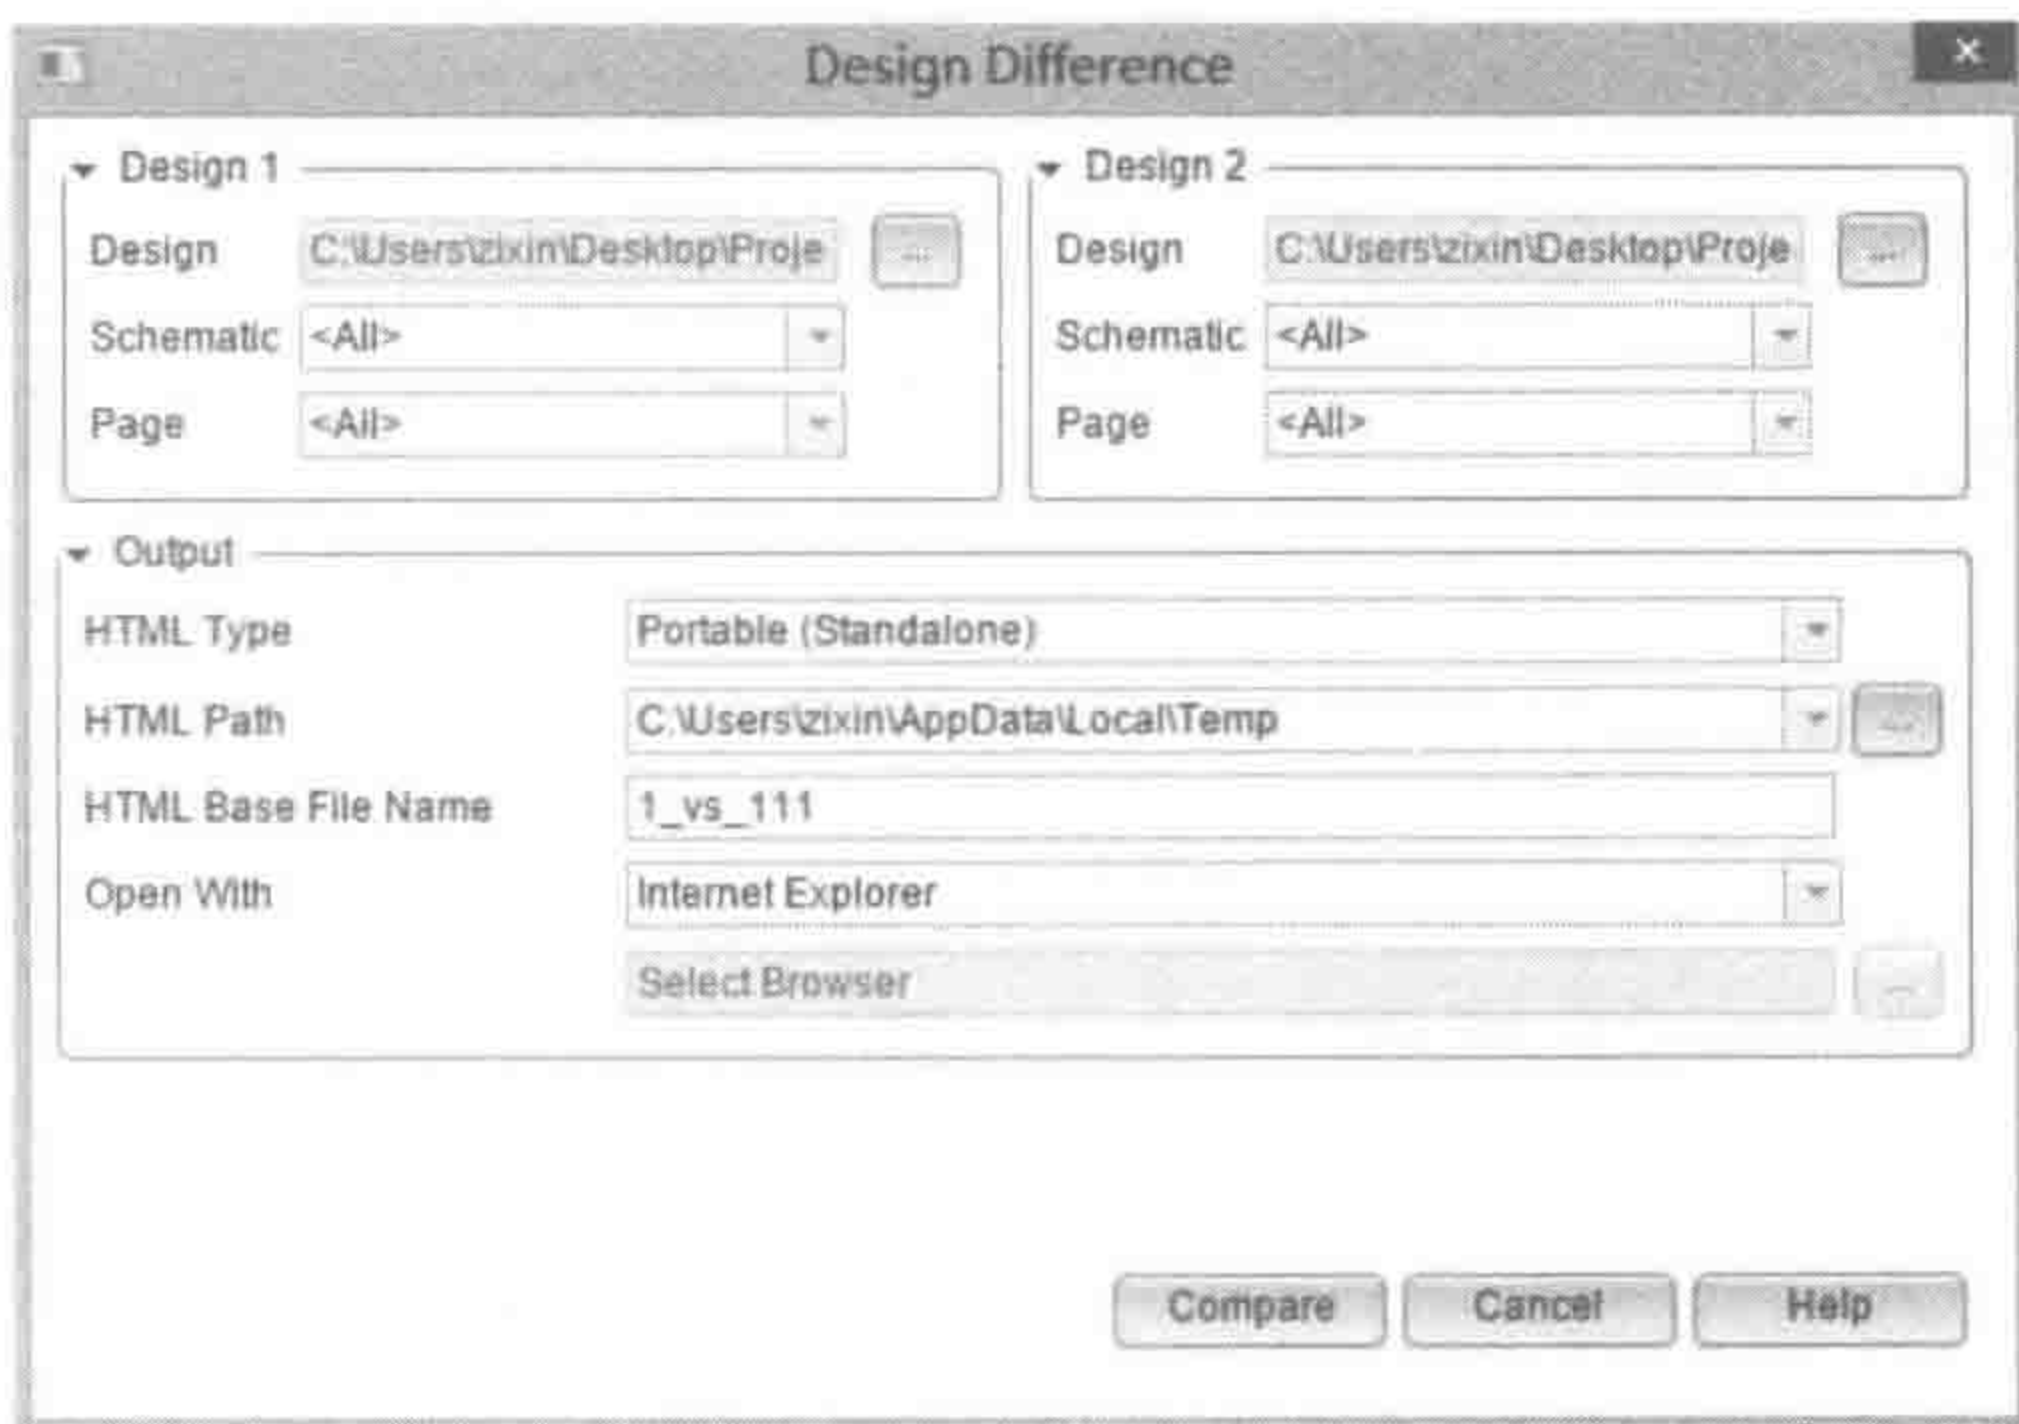 Design Difference
Design 1
Design C:\Users\zixin\Desktop\Proje ...
Schematic <All>
Page <All>
Design 2
Design C:\Users\zixin\Desktop\Proje ...
Schematic <All>
Page <All>
Output
HTML Type Portable (Standalone)
HTML Path C:\Users\zixin\AppData\Local\Temp ...
HTML Base File Name 1_vs_111
Open With Internet Explorer
Select Browser ...
Compare Cancel Help